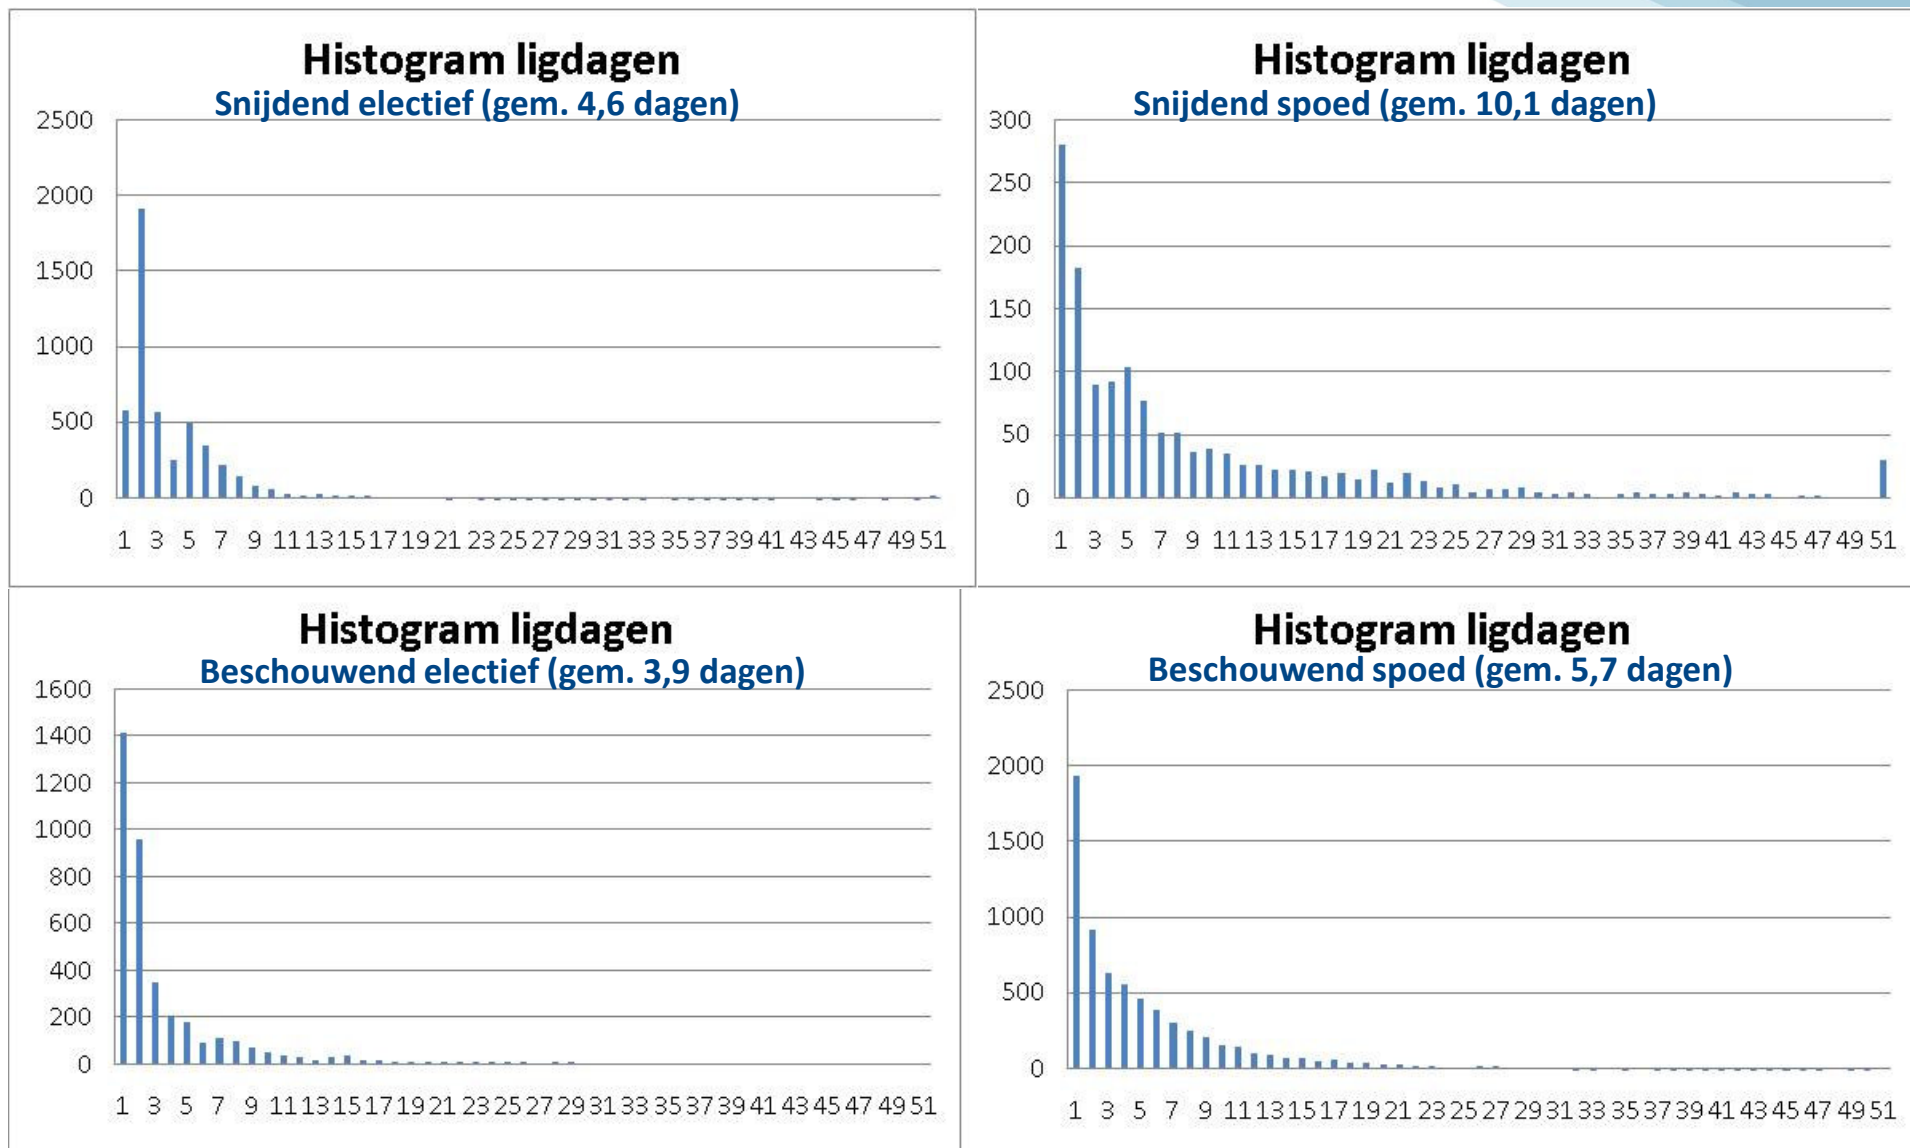 Histogram ligdagen
Snijdend electief (gem. 4,6 dagen)
2500
2000
1500
1000
500
0
1 3 5 7 9 11 13 15 17 19 21 23 25 27 29 31 33 35 37 39 41 43 45 47 49 51
Histogram ligdagen
Snijdend spoed (gem. 10,1 dagen)
300
250
200
150
100
50
0
1 3 5 7 9 11 13 15 17 19 21 23 25 27 29 31 33 35 37 39 41 43 45 47 49 51
Histogram ligdagen
Beschouwend electief (gem. 3,9 dagen)
1600
1400
1200
1000
800
600
400
200
0
1 3 5 7 9 11 13 15 17 19 21 23 25 27 29 31 33 35 37 39 41 43 45 47 49 51
Histogram ligdagen
Beschouwend spoed (gem. 5,7 dagen)
2500
2000
1500
1000
500
0
1 3 5 7 9 11 13 15 17 19 21 23 25 27 29 31 33 35 37 39 41 43 45 47 49 51